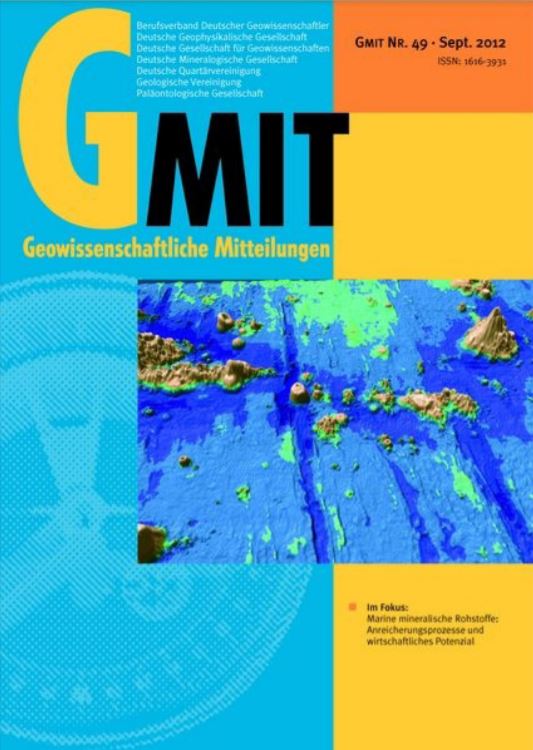 Berufsverband Deutscher Geowissenschaftler
Deutsche Geophysikalische Gesellschaft
Deutsche Gesellschaft für Geowissenschaften
Deutsche Mineralogische Gesellschaft
Deutsche Quartärvereinigung
Geologische Vereinigung
Paläontologische Gesellschaft
GMIT NR. 49 · Sept. 2012
ISSN: 1616-3931
GMIT
Geowissenschaftliche Mitteilungen
Im Fokus:
Marine mineralische Rohstoffe:
Anreicherungsprozesse und
wirtschaftliches Potenzial